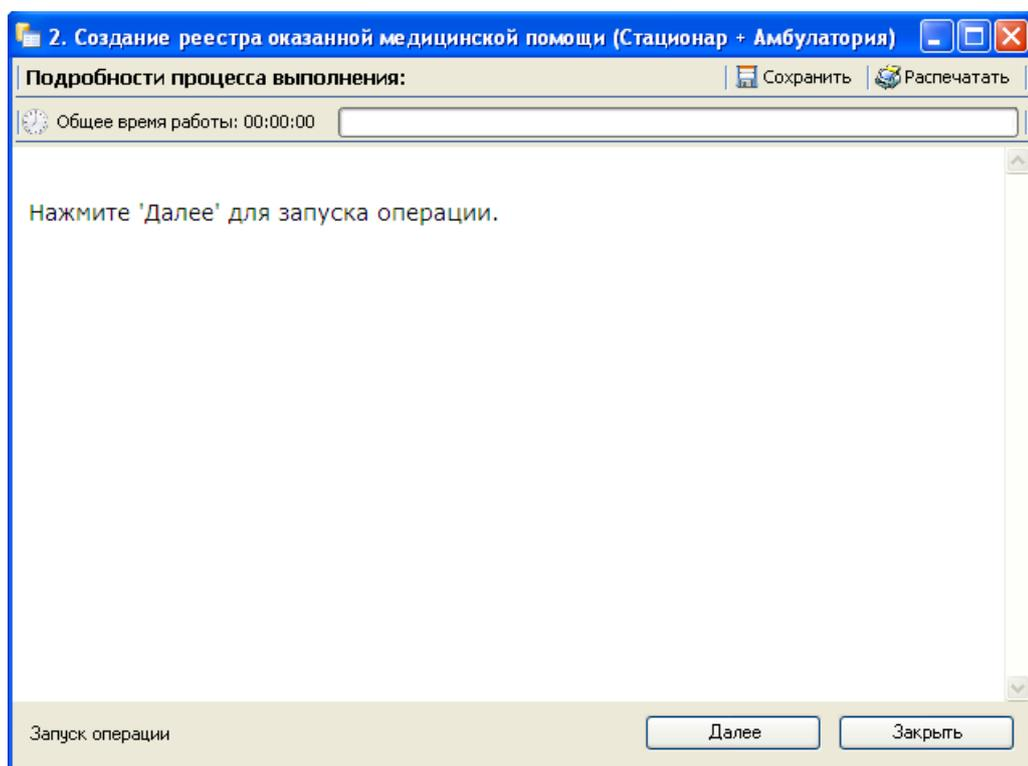 2. Создание реестра оказанной медицинской помощи (Стационар + Амбулатория)
Подробности процесса выполнения: Сохранить Распечатать
Общее время работы: 00:00:00
Нажмите 'Далее' для запуска операции.
Запуск операции Далее Закрыть